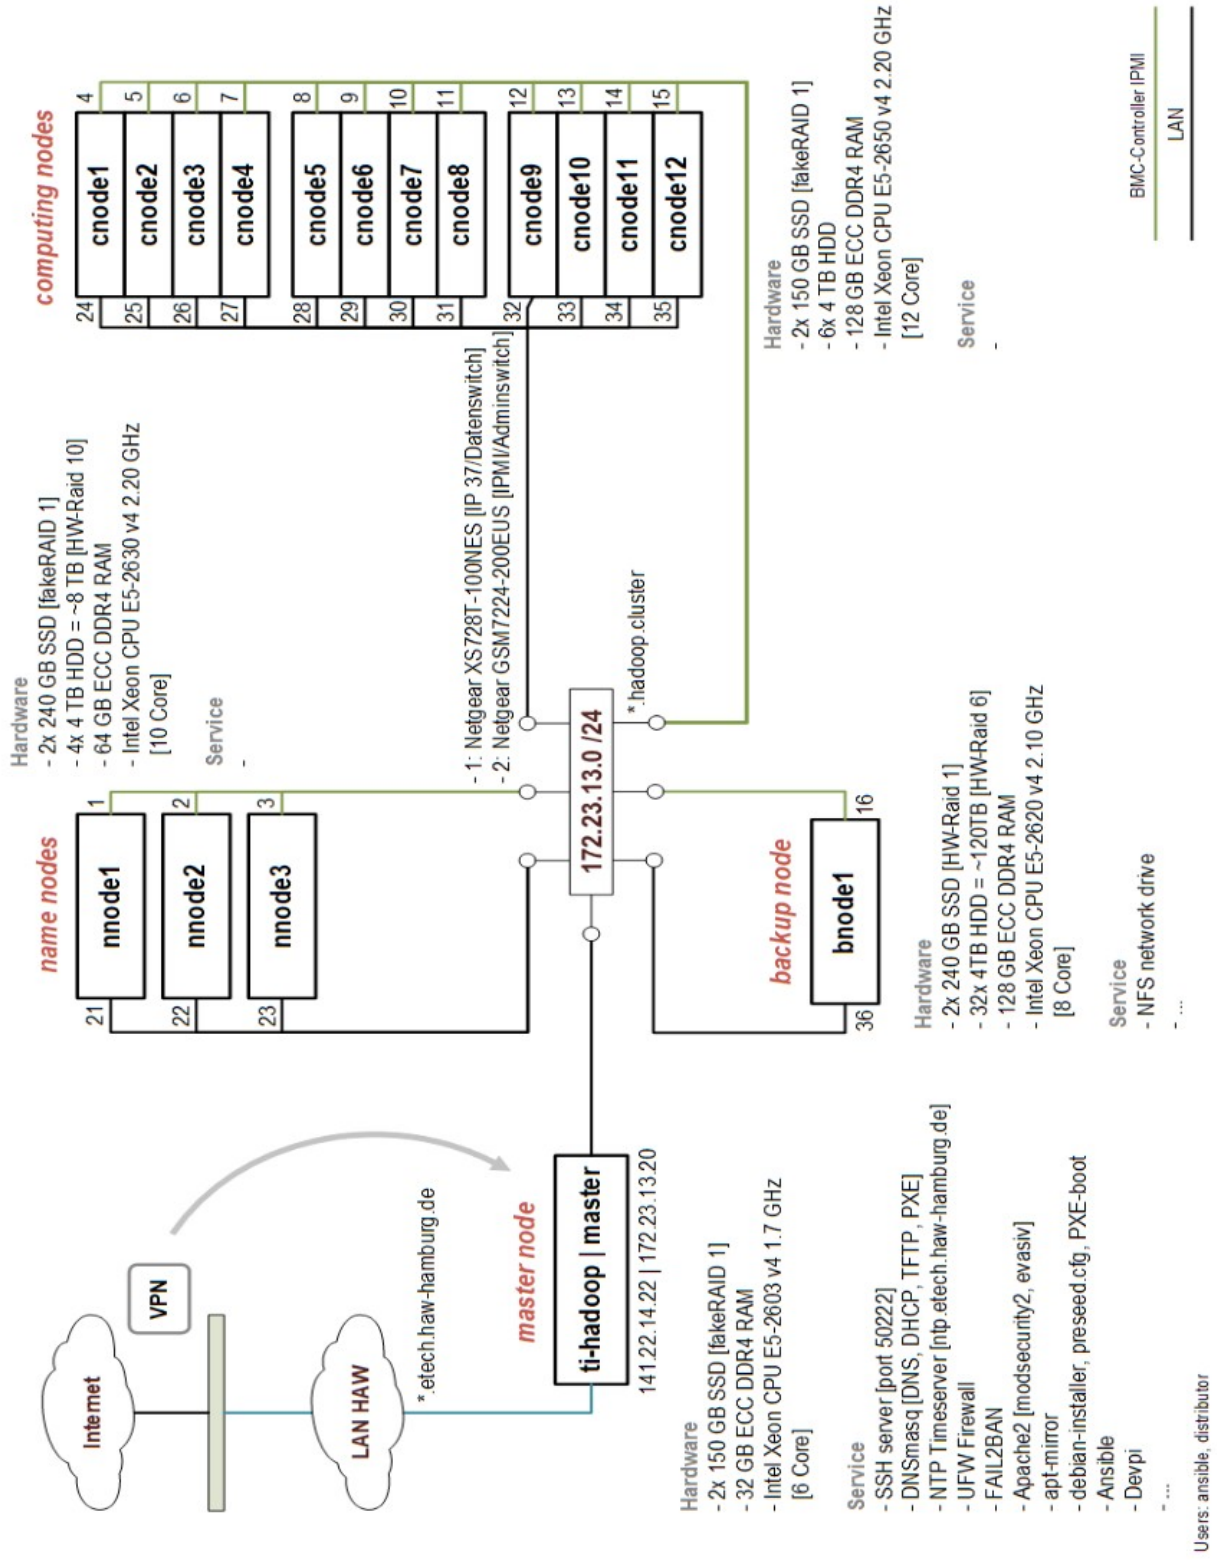 Internet
VPN
LAN HAW
*.etech.haw-hamburg.de
master node
ti-hadoop | master
141.22.14.22 | 172.23.13.20
Hardware
- 2x 150 GB SSD [fakeRAID 1]
- 32 GB ECC DDR4 RAM
- Intel Xeon CPU E5-2603 v4 1.7 GHz
[6 Core]
Service
- SSH server [port 50222]
- DNSmasq [DNS, DHCP, TFTP, PXE]
- NTP Timeserver [ntp.etech.haw-hamburg.de]
- UFW Firewall
- FAIL2BAN
- Apache2 [modsecurity2, evasiv]
- apt-mirror
- debian-installer, preseed.cfg, PXE-boot
- Ansible
- Devpi
- ...
Users: ansible, distributor
name nodes
21 nnode1 1
22 nnode2 2
23 nnode3 3
Hardware
- 2x 240 GB SSD [fakeRAID 1]
- 4x 4 TB HDD = ~8 TB [HW-Raid 10]
- 64 GB ECC DDR4 RAM
- Intel Xeon CPU E5-2630 v4 2.20 GHz
[10 Core]
Service
-
- 1: Netgear XS728T-100NES [IP 37/Datenswitch]
- 2: Netgear GSM7224-200EUS [IPMI/Adminswitch]
172.23.13.0 /24
*.hadoop.cluster
backup node
36 bnode1 16
Hardware
- 2x 240 GB SSD [HW-Raid 1]
- 32x 4TB HDD = ~120TB [HW-Raid 6]
- 128 GB ECC DDR4 RAM
- Intel Xeon CPU E5-2620 v4 2.10 GHz
[8 Core]
Service
- NFS network drive
- ...
computing nodes
24 cnode1 4
25 cnode2 5
26 cnode3 6
27 cnode4 7
28 cnode5 8
29 cnode6 9
30 cnode7 10
31 cnode8 11
32 cnode9 12
33 cnode10 13
34 cnode11 14
35 cnode12 15
Hardware
- 2x 150 GB SSD [fakeRAID 1]
- 6x 4 TB HDD
- 128 GB ECC DDR4 RAM
- Intel Xeon CPU E5-2650 v4 2.20 GHz
[12 Core]
Service
-
BMC-Controller IPMI
LAN